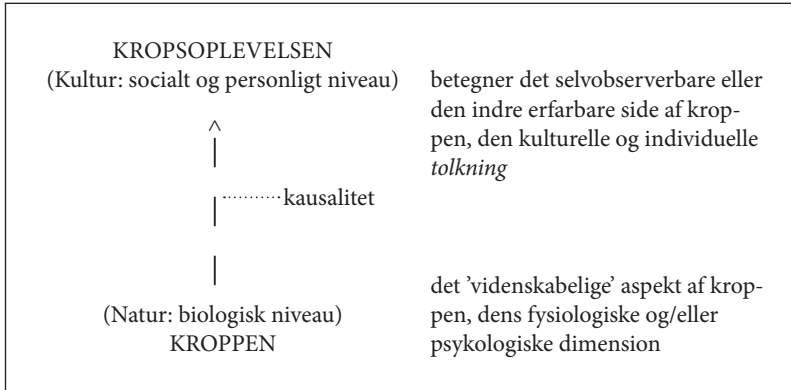 KROPSOPLEVELSEN
(Kultur: socialt og personligt niveau)
betegner det selvobserverbare eller
den indre erfarbare side af krop-
pen, den kulturelle og individuelle
tolkning
kausalitet
(Natur: biologisk niveau)
KROPPEN
det ’videnskabelige’ aspekt af krop-
pen, dens fysiologiske og/eller
psykologiske dimension